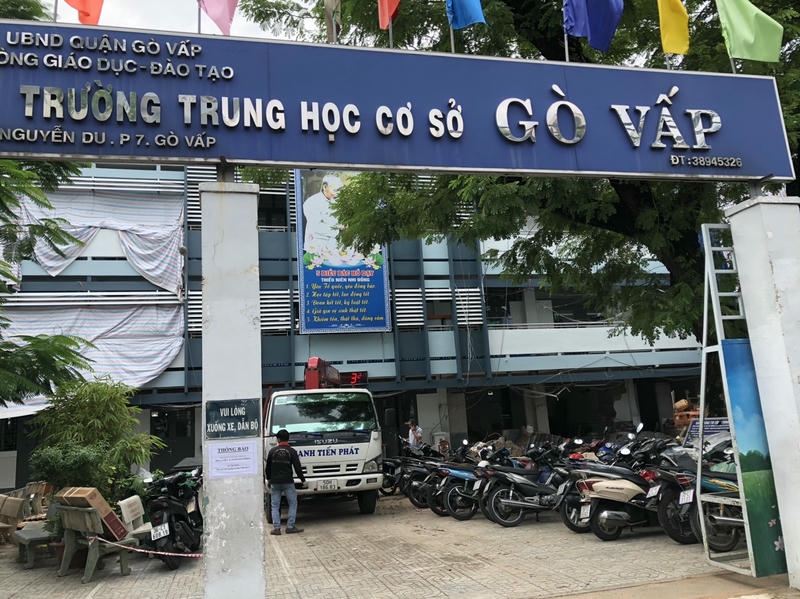 UBND QUẬN GÒ VẤP
ÒNG GIÁO DỤC-ĐÀO TẠO
TRƯỜNG TRUNG HỌC CƠ SỞ GÒ VẤP
NGUYỄN DU . P 7. GÒ VẤP
ĐT:38945326
5 ĐIỀU BÁC HỒ DẠY
THIẾU NIÊN NHI ĐỒNG
1. Yêu Tổ quốc, yêu đồng bào
2. Học tập tốt, lao động tốt
3. Đoàn kết tốt, kỷ luật tốt
4. Giữ gìn vệ sinh thật tốt
5. Khiêm tốn, thật thà, dũng cảm
VUI LÒNG
XUỐNG XE, DẪN BỘ
THÔNG BÁO
ISUZU
ANH TIẾN PHÁT
50H
186.83